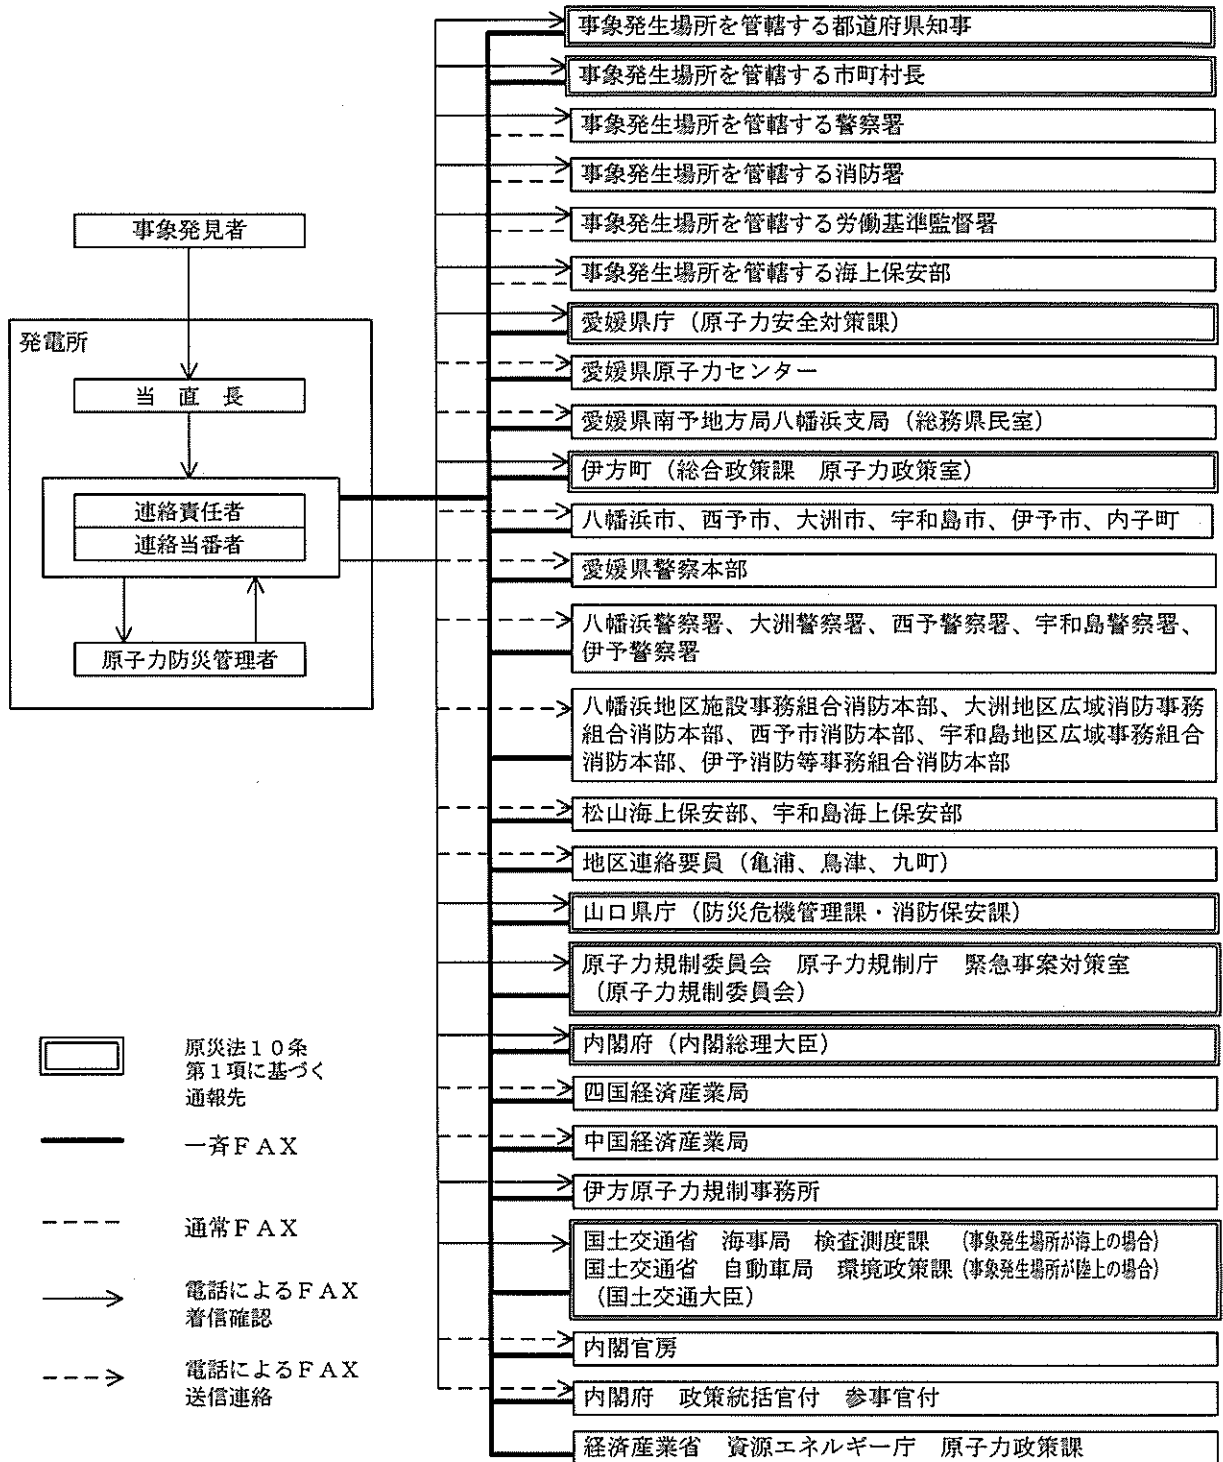 事象発見者
発電所
当　直　長
連絡責任者
連絡当番者
原子力防災管理者
原災法１０条
第１項に基づく
通報先
一斉ＦＡＸ
通常ＦＡＸ
電話によるＦＡＸ
着信確認
電話によるＦＡＸ
送信連絡
事象発生場所を管轄する都道府県知事
事象発生場所を管轄する市町村長
事象発生場所を管轄する警察署
事象発生場所を管轄する消防署
事象発生場所を管轄する労働基準監督署
事象発生場所を管轄する海上保安部
愛媛県庁（原子力安全対策課）
愛媛県原子力センター
愛媛県南予地方局八幡浜支局（総務県民室）
伊方町（総合政策課　原子力政策室）
八幡浜市、西予市、大洲市、宇和島市、伊予市、内子町
愛媛県警察本部
八幡浜警察署、大洲警察署、西予警察署、宇和島警察署、
伊予警察署
八幡浜地区施設事務組合消防本部、大洲地区広域消防事務
組合消防本部、西予市消防本部、宇和島地区広域事務組合
消防本部、伊予消防等事務組合消防本部
松山海上保安部、宇和島海上保安部
地区連絡要員（亀浦、鳥津、九町）
山口県庁（防災危機管理課・消防保安課）
原子力規制委員会　原子力規制庁　緊急事案対策室
（原子力規制委員会）
内閣府（内閣総理大臣）
四国経済産業局
中国経済産業局
伊方原子力規制事務所
国土交通省　海事局　検査測度課　（事象発生場所が海上の場合）
国土交通省　自動車局　環境政策課（事象発生場所が陸上の場合）
（国土交通大臣）
内閣官房
内閣府　政策統括官付　参事官付
経済産業省　資源エネルギー庁　原子力政策課